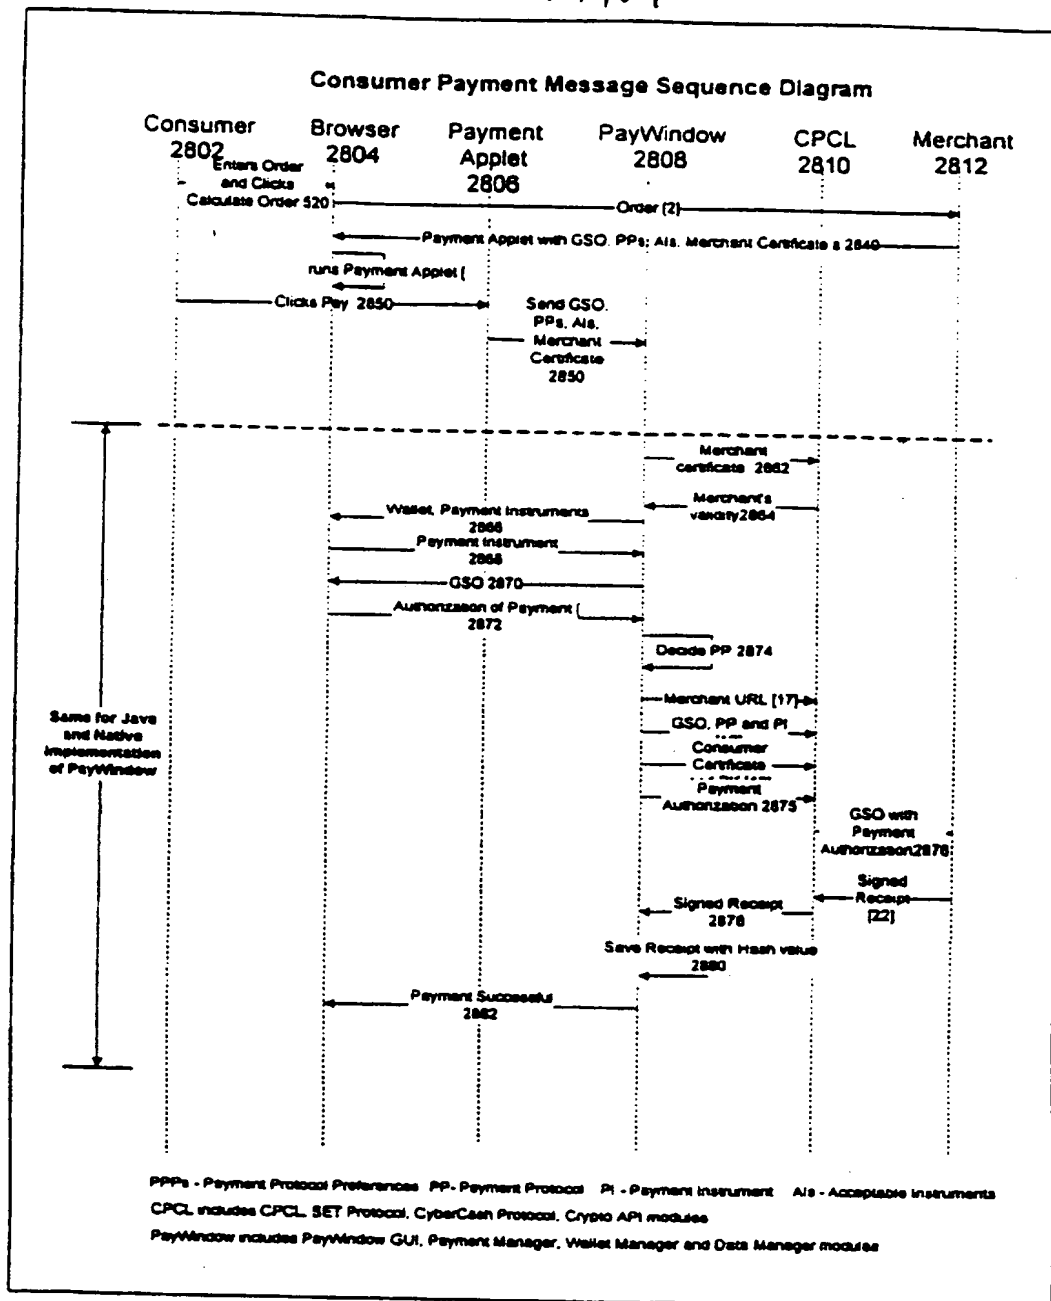 Consumer Payment Message Sequence Diagram
Consumer
2802
Browser
2804
Payment
Applet
2806
PayWindow
2808
CPCL
2810
Merchant
2812
Enters Order
and Clicks
Calculate Order 520
Order [2]
Payment Applet with GSO, PPs, AIs, Merchant Certificate s 2840
runs Payment Applet (
Clicks Pay 2850
Send GSO,
PPs, AIs,
Merchant
Certificate
2850
Merchant
certificate 2862
Merchant's
validity2864
Wallet, Payment Instruments
2866
Payment Instrument
2868
GSO 2870
Authorization of Payment (
2872
Decide PP 2874
Merchant URL [17]
GSO, PP and PI
Consumer
Certificate
Payment
Authorization 2875
GSO with
Payment
Authorization2876
Signed
Receipt
[22]
Signed Receipt
2878
Save Receipt with Hash value
2880
Payment Successful
2882
Same for Java
and Native
Implementation
of PayWindow
PPPs - Payment Protocol Preferences PP- Payment Protocol PI - Payment Instrument AIs - Acceptable Instruments
CPCL includes CPCL, SET Protocol, CyberCash Protocol, Crypto API modules
PayWindow includes PayWindow GUI, Payment Manager, Wallet Manager and Data Manager modules